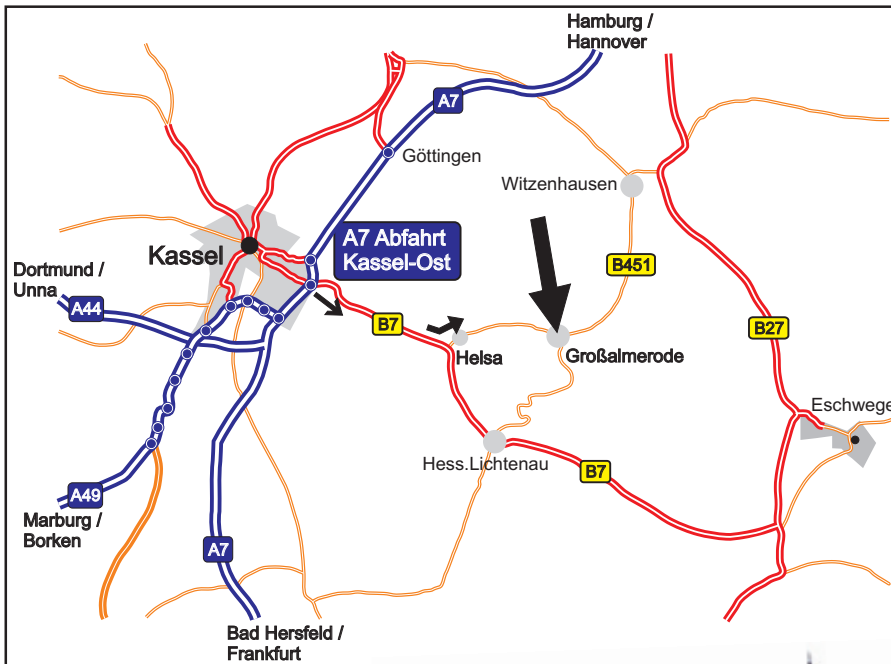 Hamburg /
Hannover
A7
Göttingen
Witzenhausen
Kassel
A7 Abfahrt
Kassel-Ost
Dortmund /
Unna
A44
B451
B7
B27
Helsa
Großalmerode
Eschwege
Hess.Lichtenau
B7
A49
Marburg /
Borken
A7
Bad Hersfeld /
Frankfurt